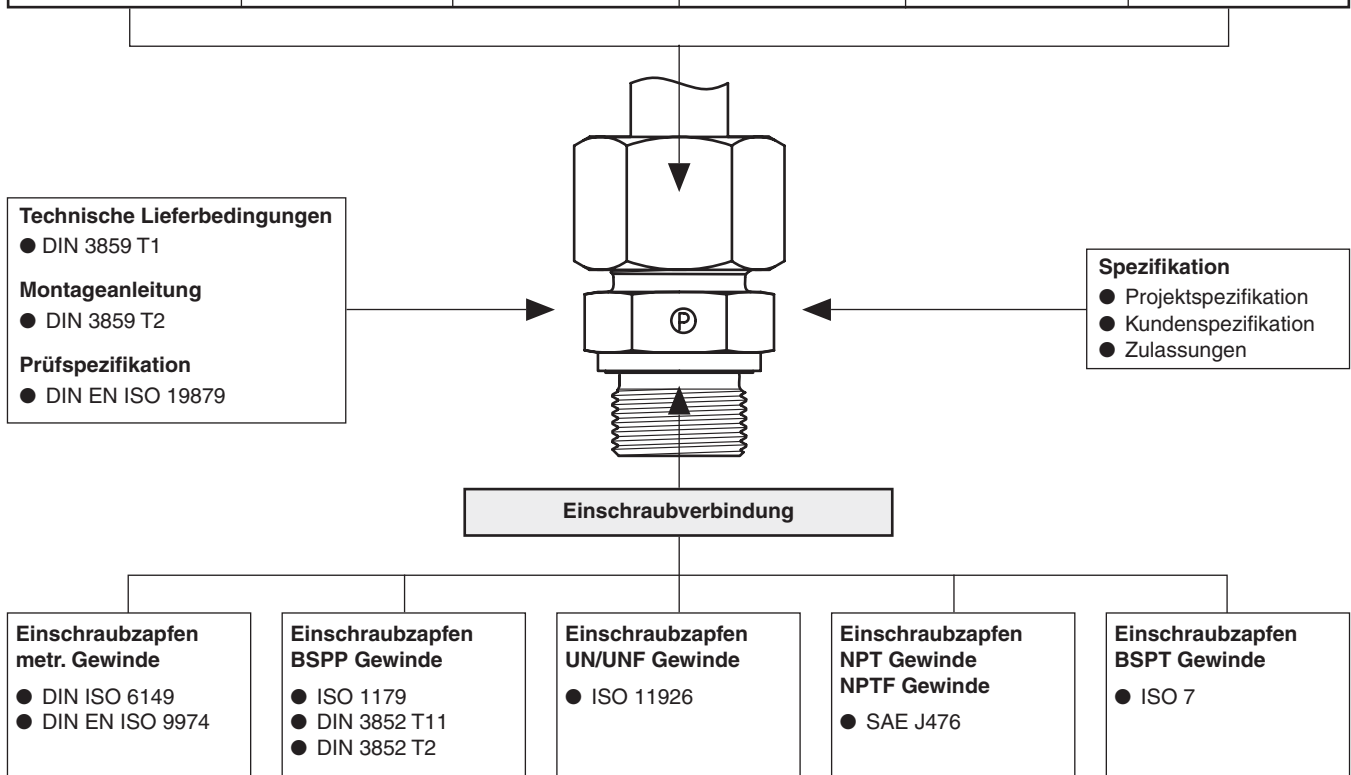 Technische Lieferbedingungen
● DIN 3859 T1
Montageanleitung
● DIN 3859 T2
Prüfspezifikation
● DIN EN ISO 19879
P
Spezifikation
● Projektspezifikation
● Kundenspezifikation
● Zulassungen
Einschraubverbindung
Einschraubzapfen
metr. Gewinde
● DIN ISO 6149
● DIN EN ISO 9974
Einschraubzapfen
BSPP Gewinde
● ISO 1179
● DIN 3852 T11
● DIN 3852 T2
Einschraubzapfen
UN/UNF Gewinde
● ISO 11926
Einschraubzapfen
NPT Gewinde
NPTF Gewinde
● SAE J476
Einschraubzapfen
BSPT Gewinde
● ISO 7